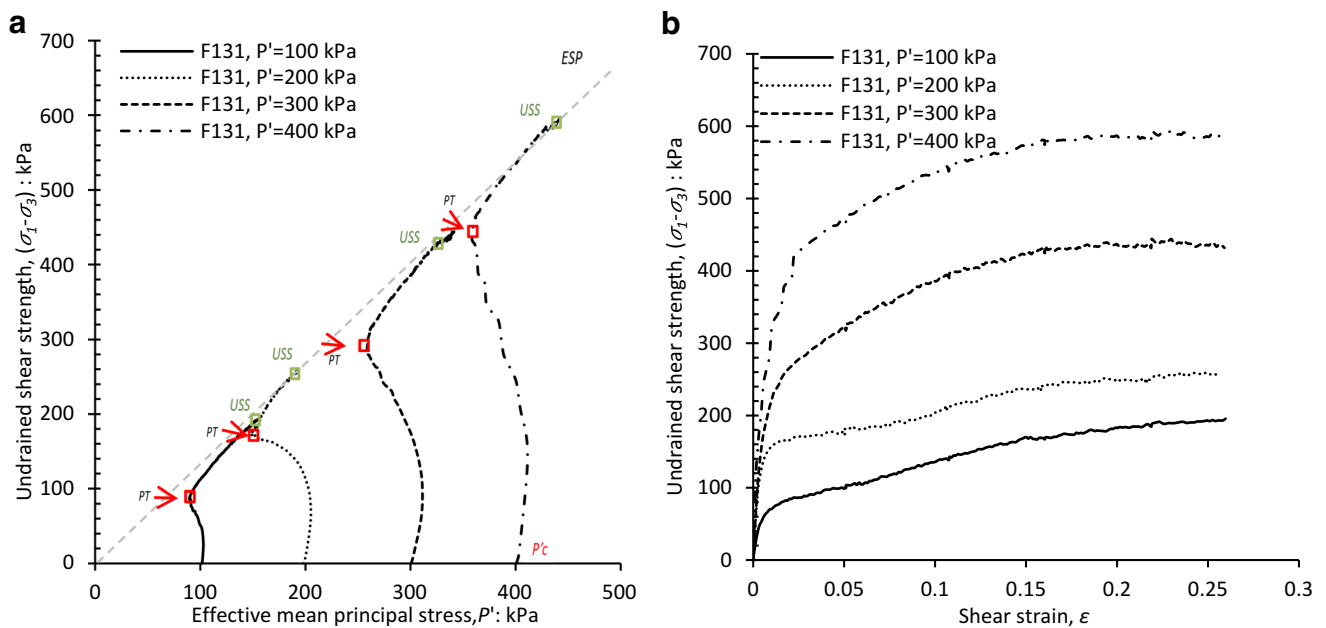 a
Undrained shear strength, (σ1-σ3) : kPa
700
600
500
400
300
200
100
0
F131, P'=100 kPa
F131, P'=200 kPa
F131, P'=300 kPa
F131, P'=400 kPa
ESP
USS
PT
USS
PT
USS
USS
PT
PT
P'c
0 100 200 300 400 500
Effective mean principal stress,P': kPa
b
Undrained shear strength, (σ1-σ3) : kPa
700
600
500
400
300
200
100
0
F131, P'=100 kPa
F131, P'=200 kPa
F131, P'=300 kPa
F131, P'=400 kPa
0 0.05 0.1 0.15 0.2 0.25 0.3
Shear strain, ε